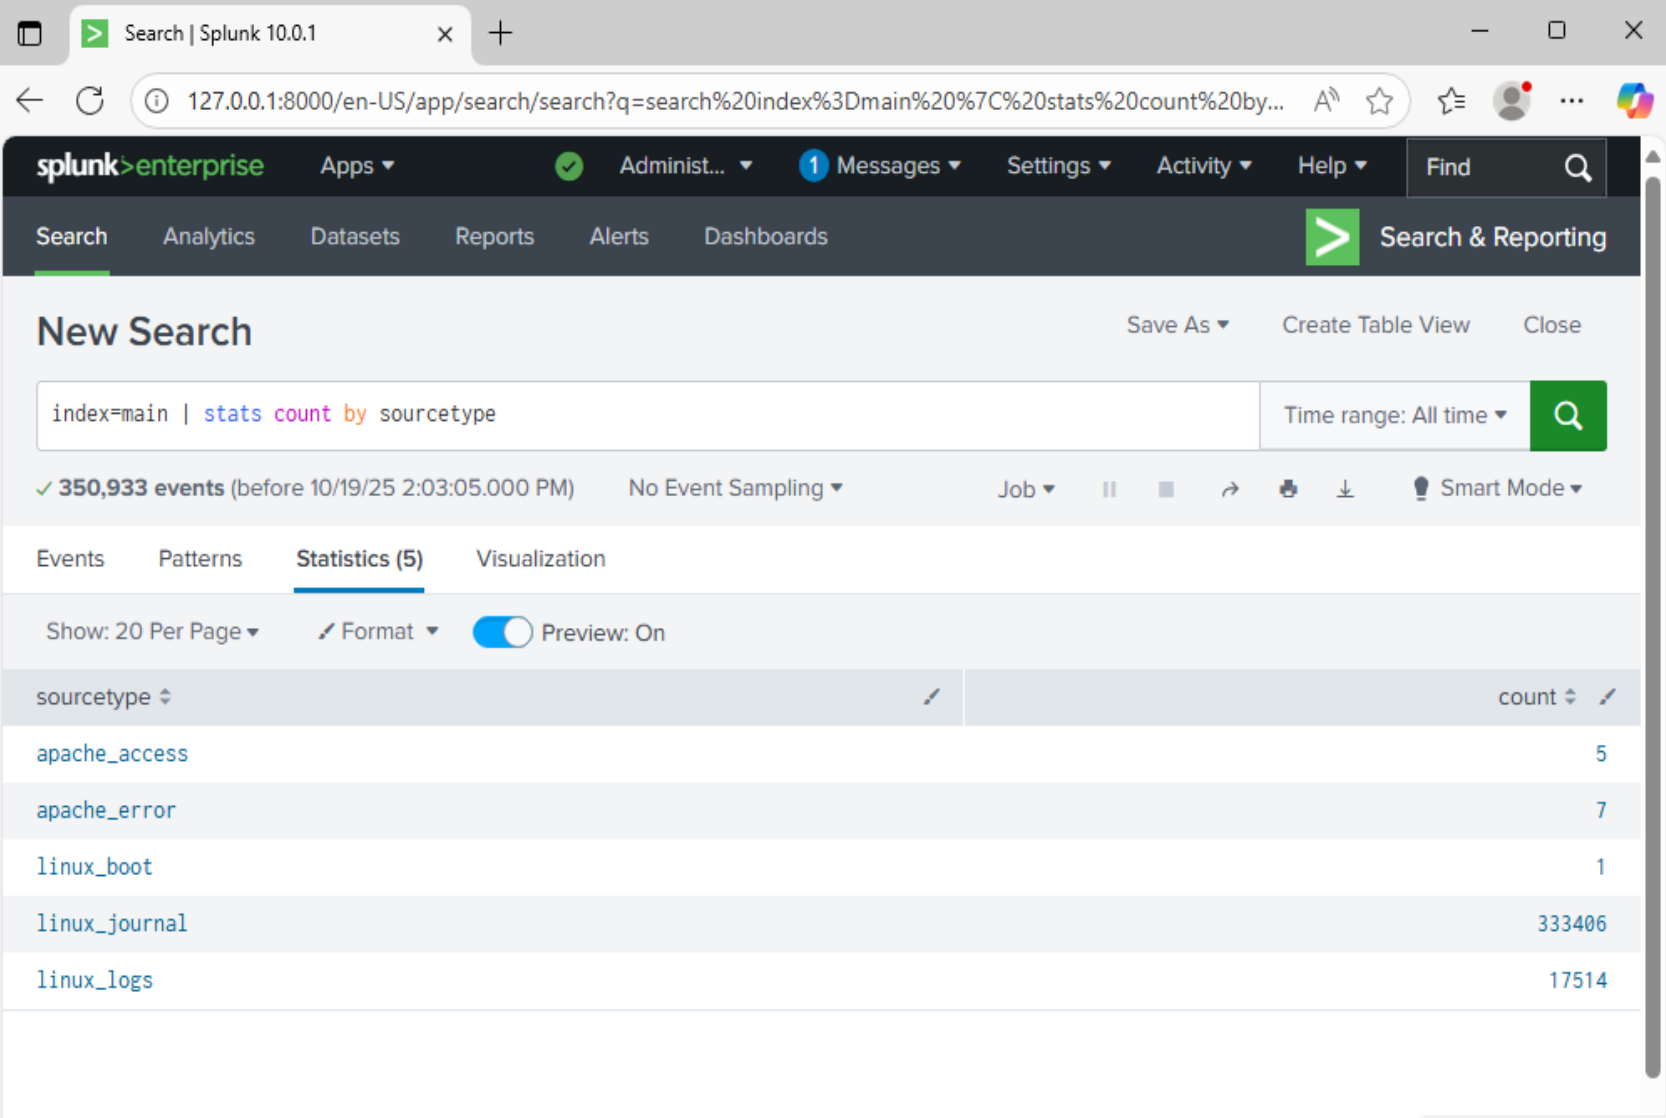 Search | Splunk 10.0.1
127.0.0.1:8000/en-US/app/search/search?q=search%20index%3Dmain%20%7C%20stats%20count%20by...
splunk>enterprise Apps Administ... 1 Messages Settings Activity Help Find
Search Analytics Datasets Reports Alerts Dashboards Search & Reporting
New Search Save As Create Table View Close
index=main | stats count by sourcetype Time range: All time
350,933 events (before 10/19/25 2:03:05.000 PM) No Event Sampling Job Smart Mode
Events Patterns Statistics (5) Visualization
Show: 20 Per Page Format Preview: On
sourcetype count
apache_access 5
apache_error 7
linux_boot 1
linux_journal 333406
linux_logs 17514